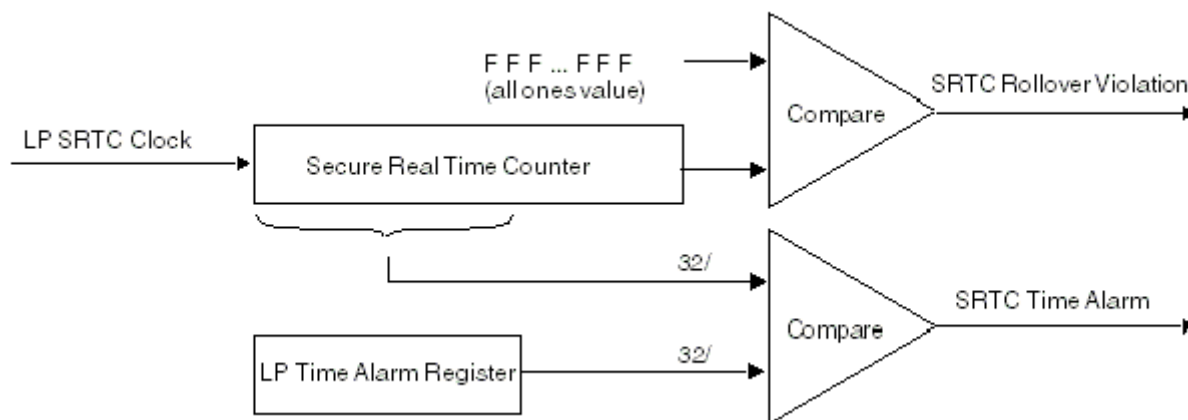 F F F ... F F F
(all ones value)
SRTC Rollover Violation
Compare
LP SRTC Clock
Secure Real Time Counter
32/
SRTC Time Alarm
Compare
32/
LP Time Alarm Register